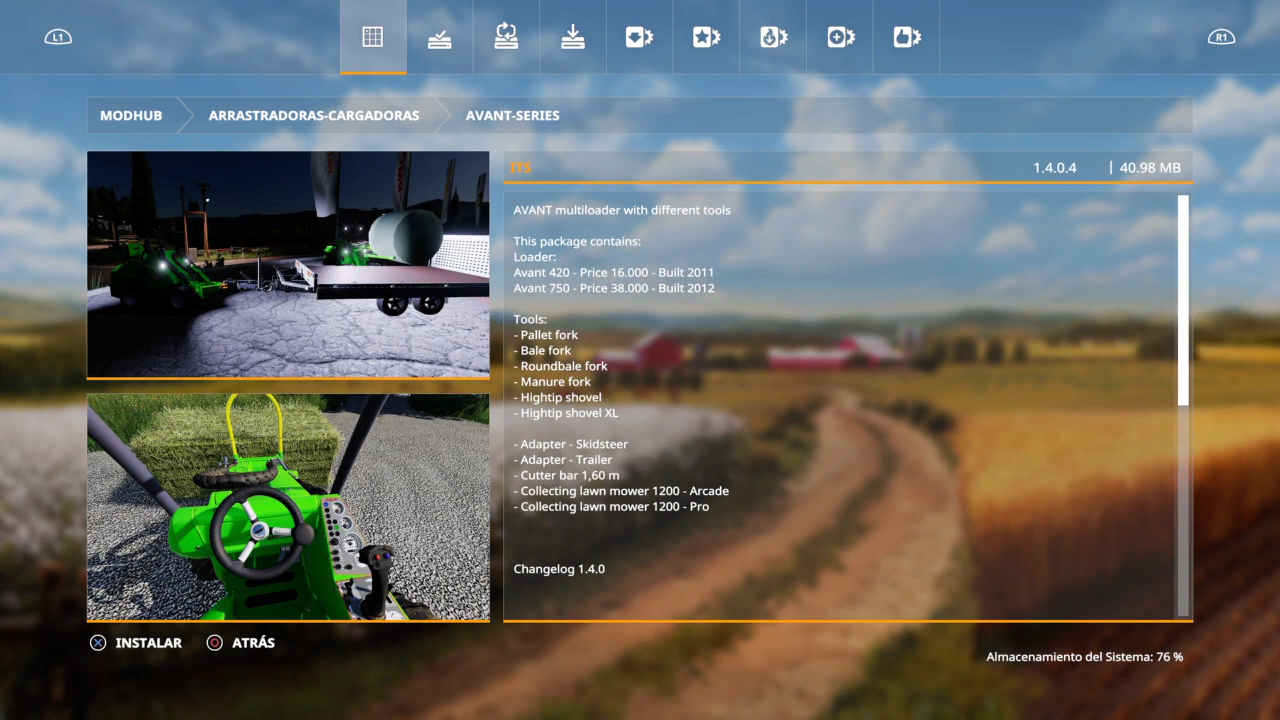 L1
R1
MODHUB
ARRASTRADORAS-CARGADORAS
AVANT-SERIES
ITS
1.4.0.4 | 40.98 MB
AVANT multiloader with different tools
This package contains:
Loader:
Avant 420 - Price 16.000 - Built 2011
Avant 750 - Price 38.000 - Built 2012
Tools:
- Pallet fork
- Bale fork
- Roundbale fork
- Manure fork
- Hightip shovel
- Hightip shovel XL
- Adapter - Skidsteer
- Adapter - Trailer
- Cutter bar 1,60 m
- Collecting lawn mower 1200 - Arcade
- Collecting lawn mower 1200 - Pro
Changelog 1.4.0
INSTALAR
ATRÁS
Almacenamiento del Sistema: 76 %